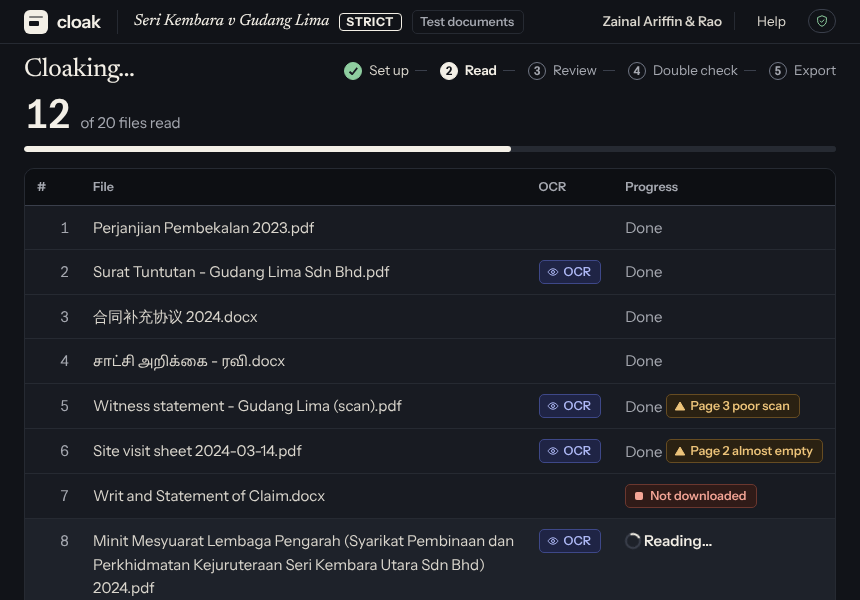 cloak
Seri Kembara v Gudang Lima
STRICT
Test documents
Zainal Ariffin & Rao
Help
Cloaking...
Set up
2 Read
3 Review
4 Double check
5 Export
12 of 20 files read
# File OCR Progress
1 Perjanjian Pembekalan 2023.pdf Done
2 Surat Tuntutan - Gudang Lima Sdn Bhd.pdf OCR Done
3 合同补充协议 2024.docx Done
4 சாட்சி அறிக்கை - ரவி.docx Done
5 Witness statement - Gudang Lima (scan).pdf OCR Done Page 3 poor scan
6 Site visit sheet 2024-03-14.pdf OCR Done Page 2 almost empty
7 Writ and Statement of Claim.docx Not downloaded
8 Minit Mesyuarat Lembaga Pengarah (Syarikat Pembinaan dan OCR Reading...
Perkhidmatan Kejuruteraan Seri Kembara Utara Sdn Bhd)
2024.pdf